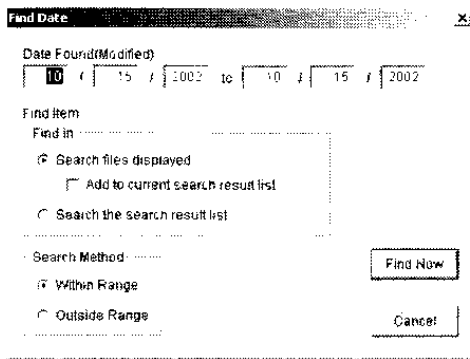 Find Date
Date Found(Modified)
10 / 15 / 2002 to 10 / 15 / 2002
Find Item
Find in
Search files displayed
Add to current search result list
Search the search result list
Search Method
Within Range
Outside Range
Find Now
Cancel